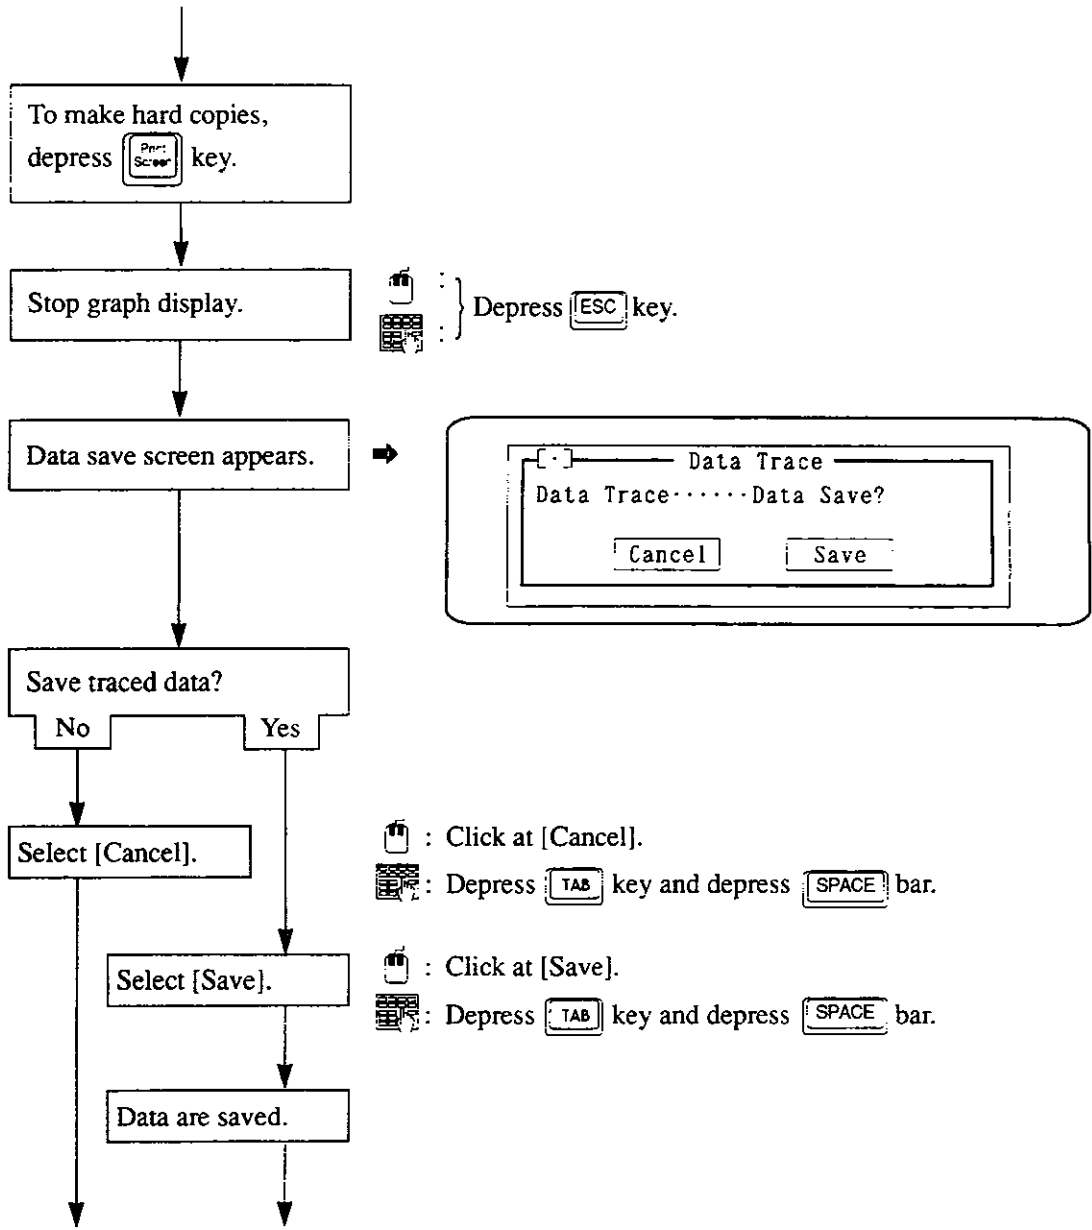 To make hard copies,
depress Print Screen key.
Stop graph display.
:
: } Depress ESC key.
Data save screen appears.
[·] Data Trace
Data Trace······Data Save?
Cancel Save
Save traced data?
No Yes
Select [Cancel].
: Click at [Cancel].
: Depress TAB key and depress SPACE bar.
Select [Save].
: Click at [Save].
: Depress TAB key and depress SPACE bar.
Data are saved.